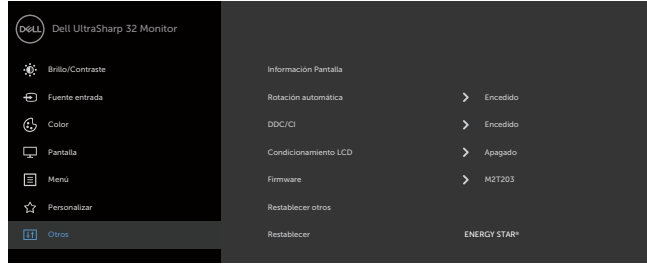 DELL Dell UltraSharp 32 Monitor
Brillo/Contraste Información Pantalla
Fuente entrada Rotación automática Encedido
Color DDC/CI Encedido
Pantalla Condicionamiento LCD Apagado
Menú Firmware M2T203
Personalizar Restablecer otros
Otros Restablecer ENERGY STAR®